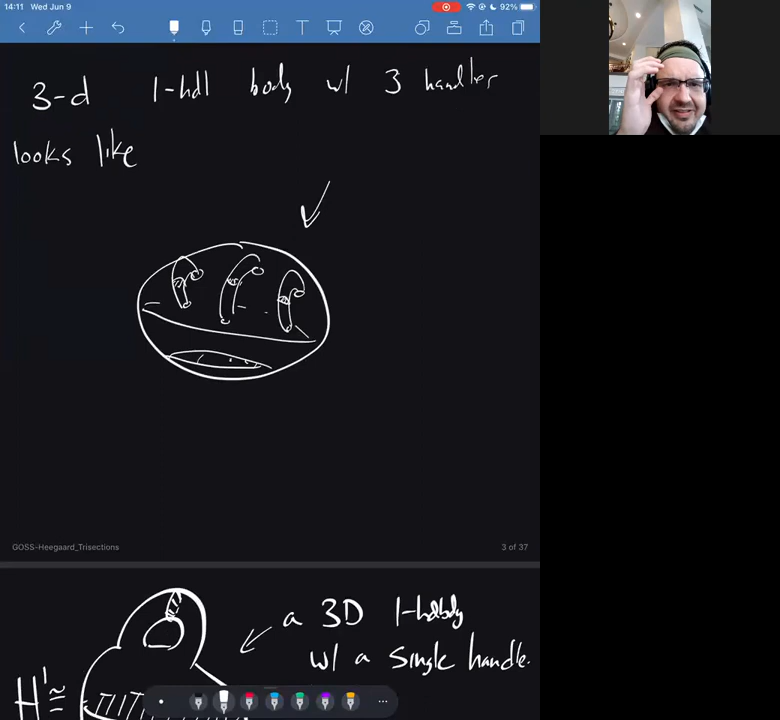 14:11 Wed Jun 9
92%
3-d 1-hdl body w/ 3 handles
looks like
GOSS-Heegaard_Trisections
3 of 37
a 3D 1-hdbdy
w/ a single handle.
H¹ ≅